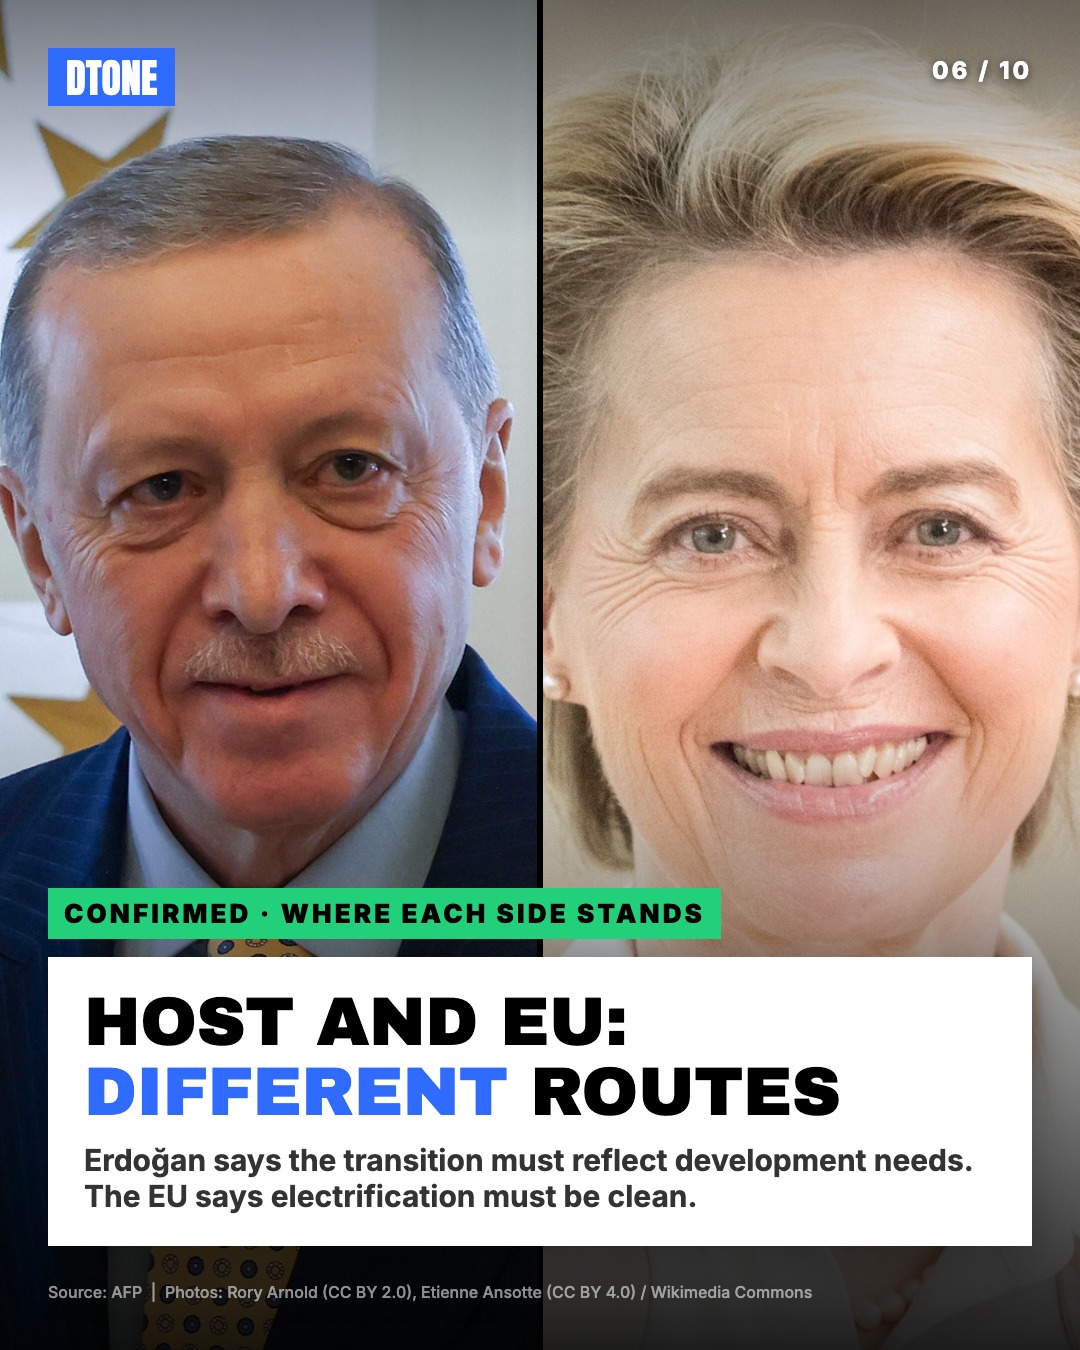 DTONE
06 / 10
CONFIRMED · WHERE EACH SIDE STANDS
HOST AND EU:
DIFFERENT ROUTES
Erdoğan says the transition must reflect development needs.
The EU says electrification must be clean.
Source: AFP | Photos: Rory Arnold (CC BY 2.0), Etienne Ansotte (CC BY 4.0) / Wikimedia Commons